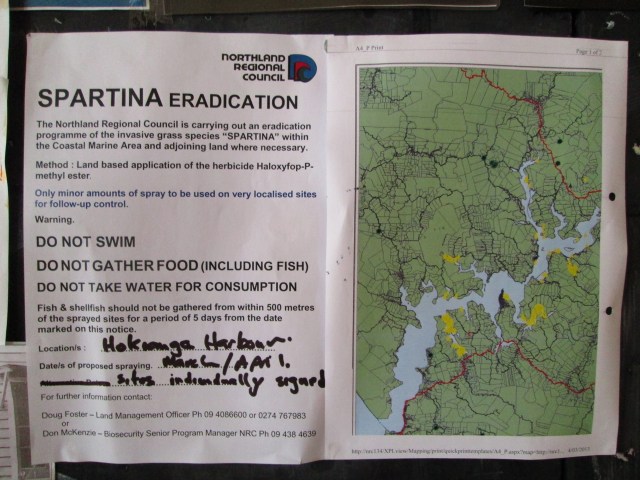 NORTHLAND
REGIONAL
COUNCIL
SPARTINA ERADICATION
The Northland Regional Council is carrying out an eradication
programme of the invasive grass species "SPARTINA" within
the Coastal Marine Area and adjoining land where necessary.
Method : Land based application of the herbicide Haloxyfop-P-
methyl ester.
Only minor amounts of spray to be used on very localised sites
for follow-up control.
Warning.
DO NOT SWIM
DO NOT GATHER FOOD (INCLUDING FISH)
DO NOT TAKE WATER FOR CONSUMPTION
Fish & shellfish should not be gathered from within 500 metres
of the sprayed sites for a period of 5 days from the date
marked on this notice.
Location/s : Hokianga Harbour.
Date/s of proposed spraying. March/April.
sites individually signed
For further information contact:
Doug Foster – Land Management Officer Ph 09 4086600 or 0274 767983
or
Don McKenzie – Biosecurity Senior Program Manager NRC Ph 09 438 4639
A4_P Print
Page 1 of